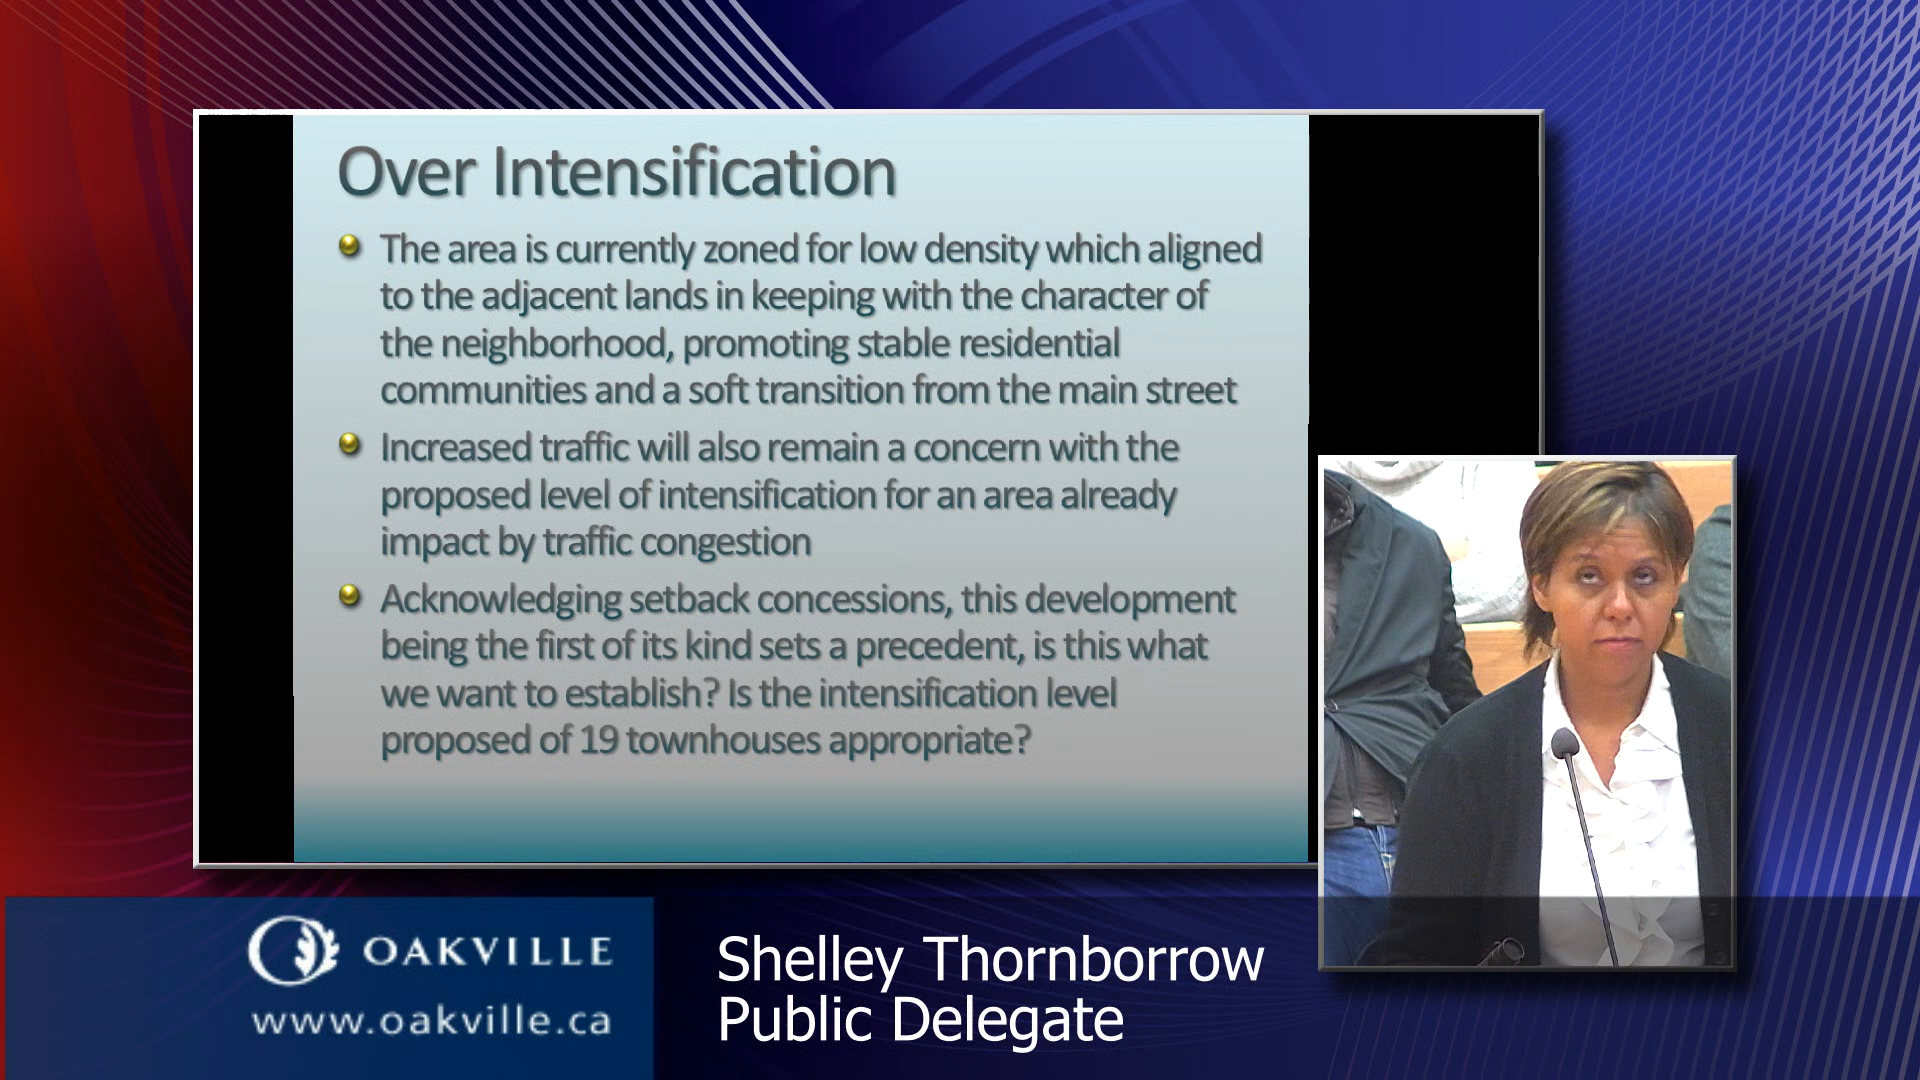 Over Intensification
The area is currently zoned for low density which aligned
to the adjacent lands in keeping with the character of
the neighborhood, promoting stable residential
communities and a soft transition from the main street
Increased traffic will also remain a concern with the
proposed level of intensification for an area already
impact by traffic congestion
Acknowledging setback concessions, this development
being the first of its kind sets a precedent, is this what
we want to establish? Is the intensification level
proposed of 19 townhouses appropriate?
OAKVILLE
www.oakville.ca
Shelley Thornborrow
Public Delegate